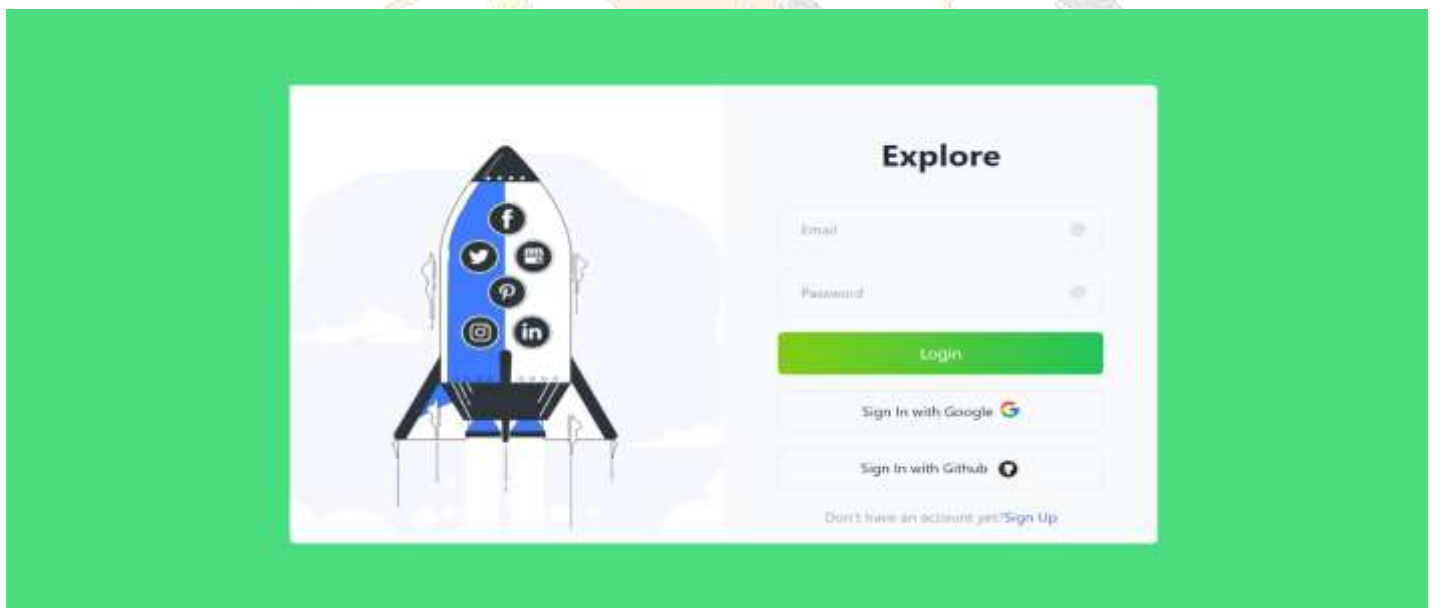 Explore
Email
Password
Login
Sign In with Google
Sign In with Github
Don't have an account yet?Sign Up